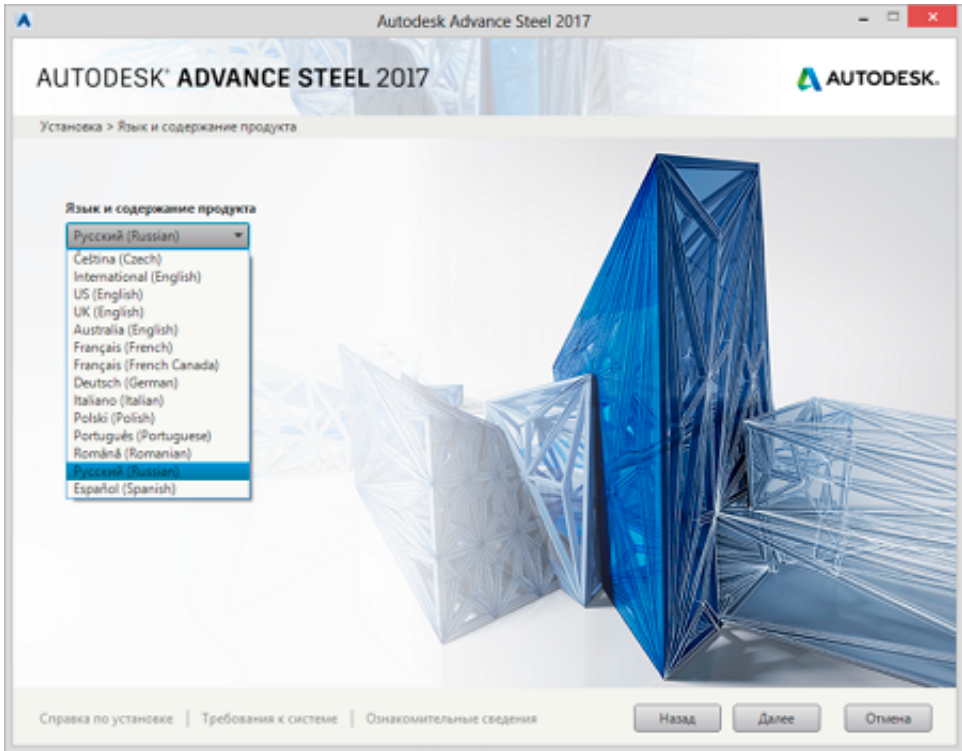 Autodesk Advance Steel 2017
AUTODESK® ADVANCE STEEL 2017
AUTODESK.
Установка > Язык и содержание продукта
Язык и содержание продукта
Русский (Russian)
Čeština (Czech)
International (English)
US (English)
UK (English)
Australia (English)
Français (French)
Français (French Canada)
Deutsch (German)
Italiano (Italian)
Polski (Polish)
Português (Portuguese)
Română (Romanian)
Русский (Russian)
Español (Spanish)
Справка по установке | Требования к системе | Ознакомительные сведения
Назад
Далее
Отмена